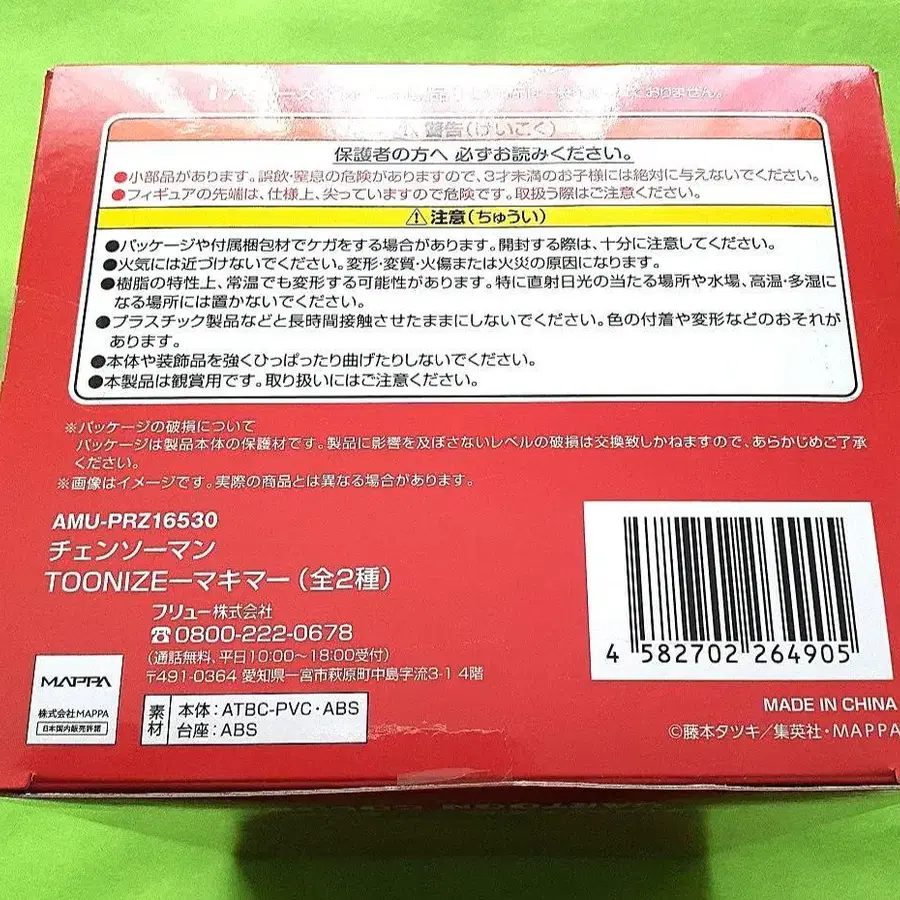 警告(けいこく)
保護者の方へ 必ずお読みください。
●小部品があります。誤飲・窒息の危険がありますので、3才未満のお子様には絶対に与えないでください。
●フィギュアの先端は、仕様上、尖っていますので危険です。取扱う際はご注意ください。
⚠注意(ちゅうい)
●パッケージや付属梱包材でケガをする場合があります。開封する際は、十分に注意してください。
●火気には近づけないでください。変形・変質・火傷または火災の原因になります。
●樹脂の特性上、常温でも変形する可能性があります。特に直射日光の当たる場所や水場、高温・多湿に
なる場所には置かないでください。
●プラスチック製品などと長時間接触させたままにしないでください。色の付着や変形などのおそれが
あります。
●本体や装飾品を強くひっぱったり曲げたりしないでください。
●本製品は観賞用です。取り扱いにはご注意ください。
※パッケージの破損について
パッケージは製品本体の保護材です。製品に影響を及ぼさないレベルの破損は交換致しかねますので、あらかじめご了承
ください。
※画像はイメージです。実際の商品とは異なる場合があります。
AMU-PRZ16530
チェンソーマン
TOONIZEーマキマー(全2種)
フリュー株式会社
☎0800-222-0678
(通話無料、平日10:00~18:00受付)
〒491-0364 愛知県一宮市萩原町中島字流3-1 4階
MAPPA
株式会社MAPPA
日本国内販売許諾
素材
本体:ATBC-PVC・ABS
台座:ABS
4 582702 264905
MADE IN CHINA
©藤本タツキ/集英社・MAPPA